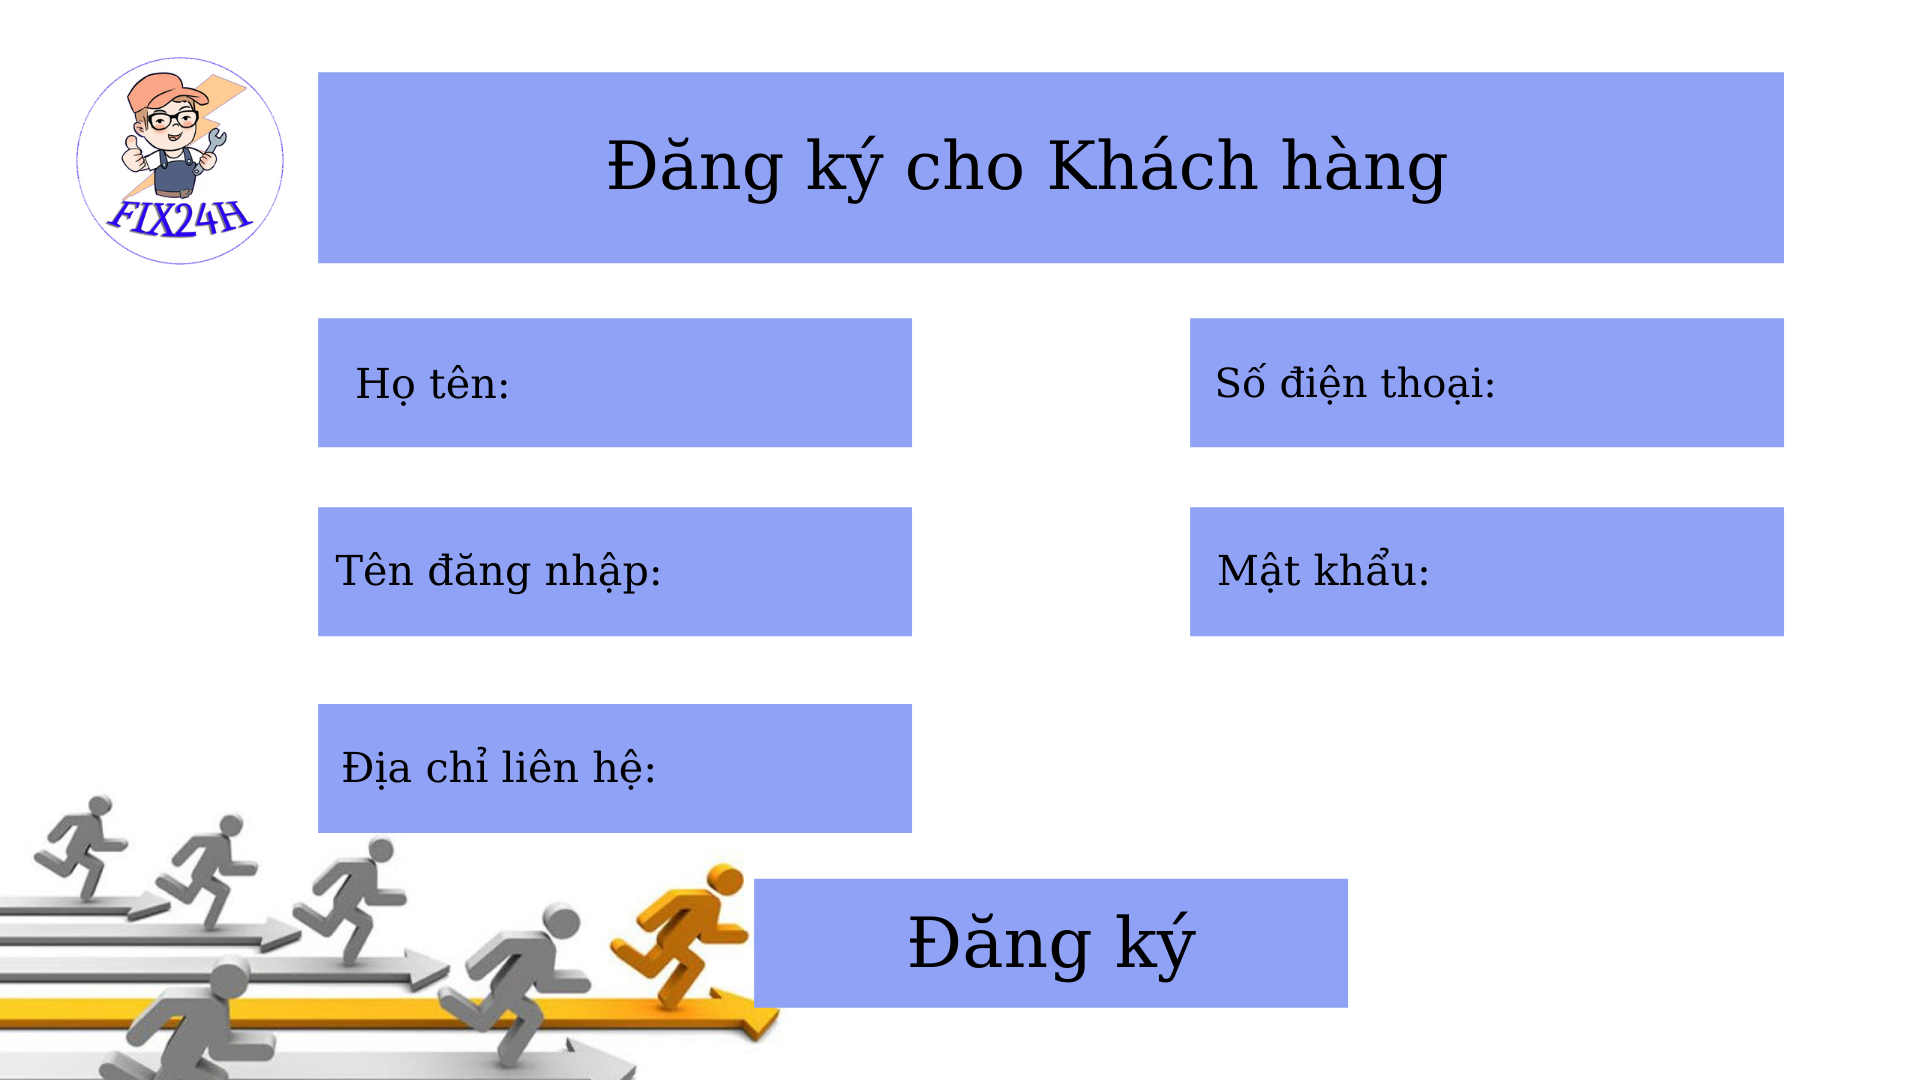 FIX24H
Đăng ký cho Khách hàng
Họ tên:
Số điện thoại:
Tên đăng nhập:
Mật khẩu:
Địa chỉ liên hệ:
Đăng ký